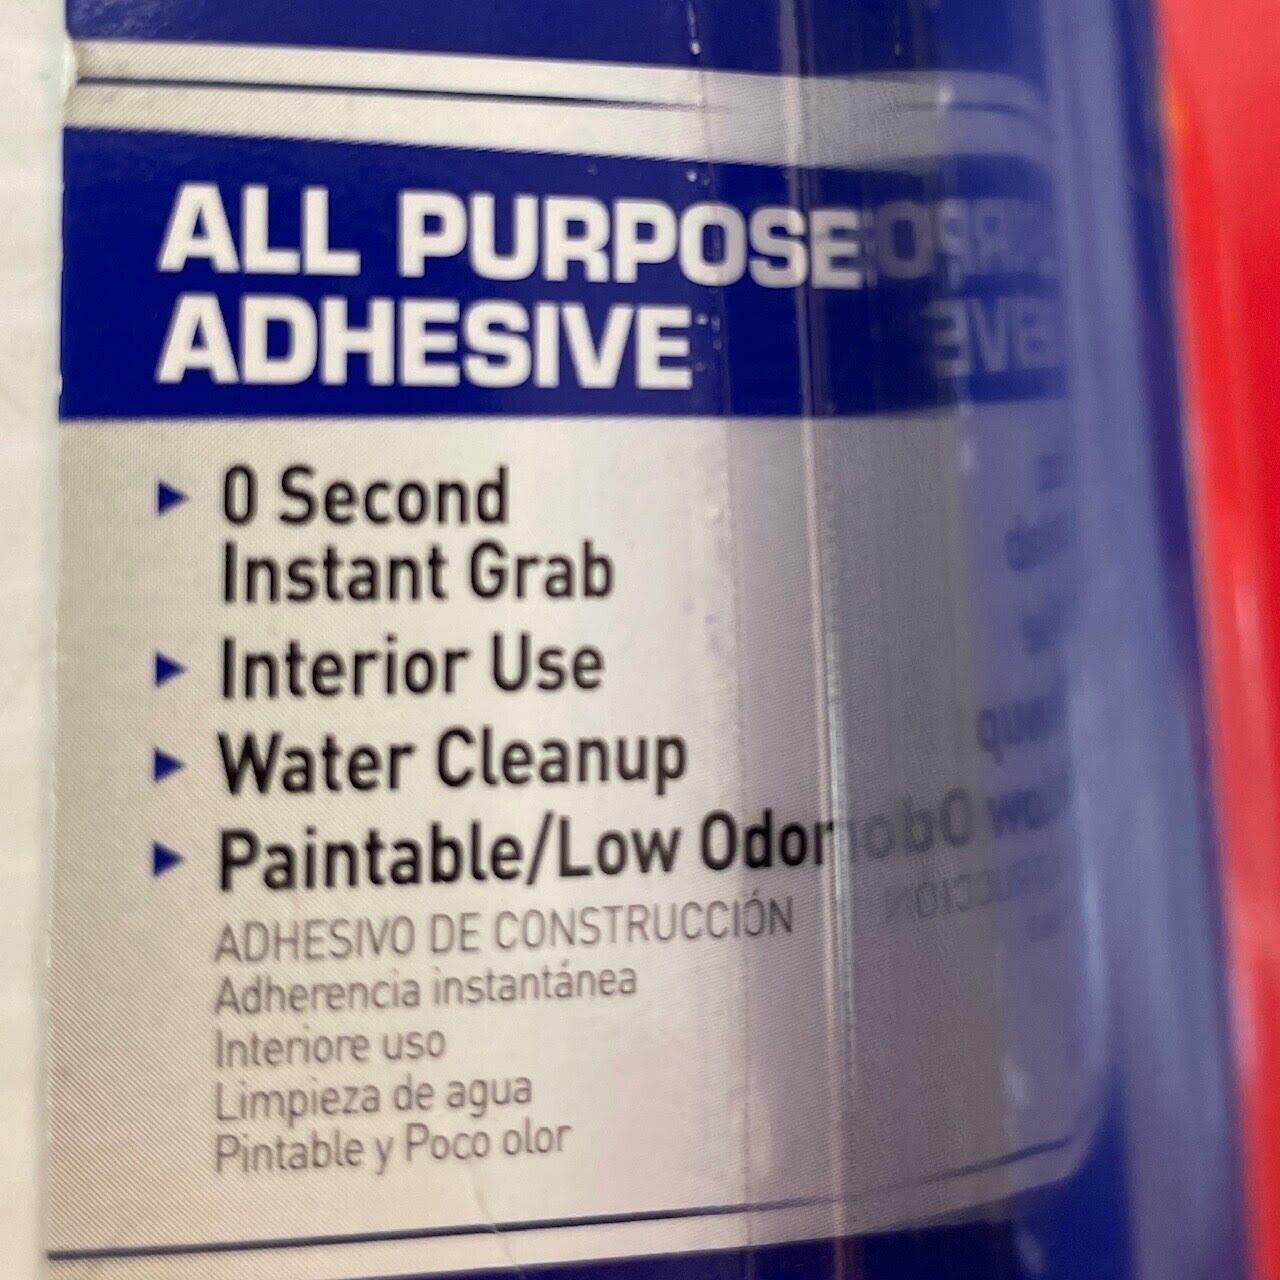 ALL PURPOSE
ADHESIVE
0 Second
Instant Grab
Interior Use
Water Cleanup
Paintable/Low Odor
ADHESIVO DE CONSTRUCCIÓN
Adherencia instantánea
Interiore uso
Limpieza de agua
Pintable y Poco olor